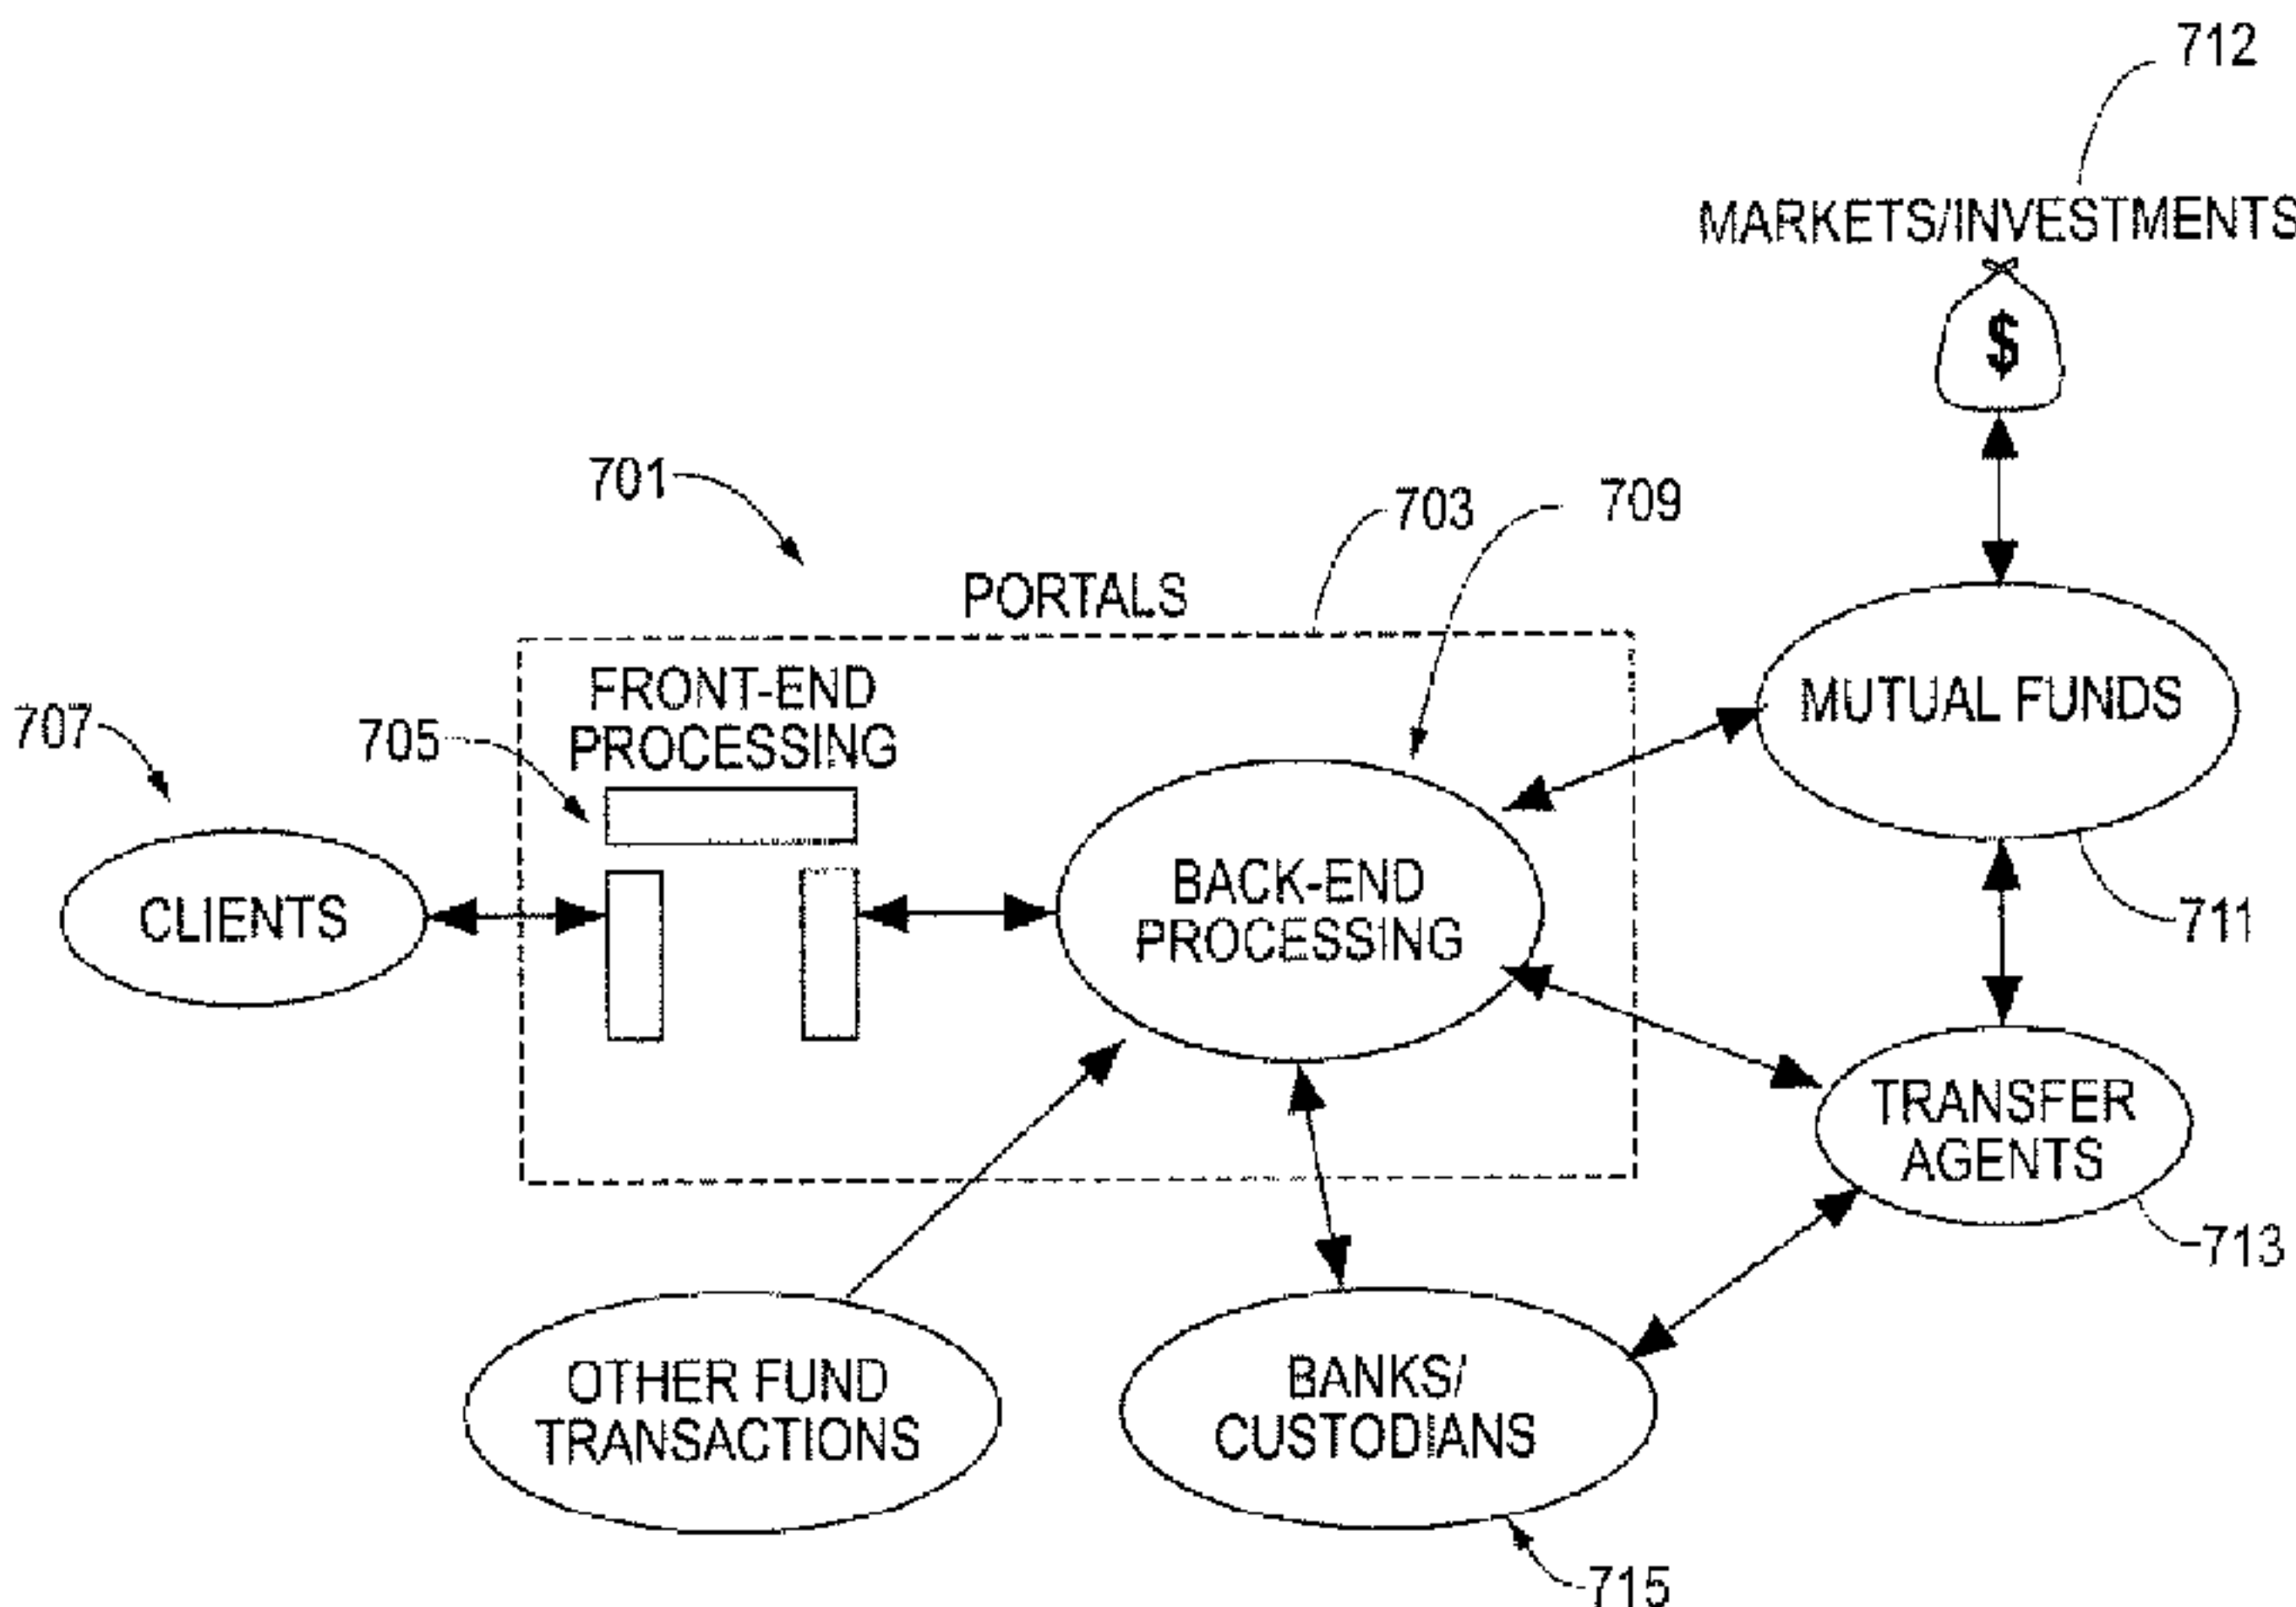 712
MARKETS/INVESTMENTS
$
701
703
709
PORTALS
FRONT-END
PROCESSING
MUTUAL FUNDS
707
705
BACK-END
PROCESSING
CLIENTS
711
TRANSFER
AGENTS
713
OTHER FUND
TRANSACTIONS
BANKS/
CUSTODIANS
715